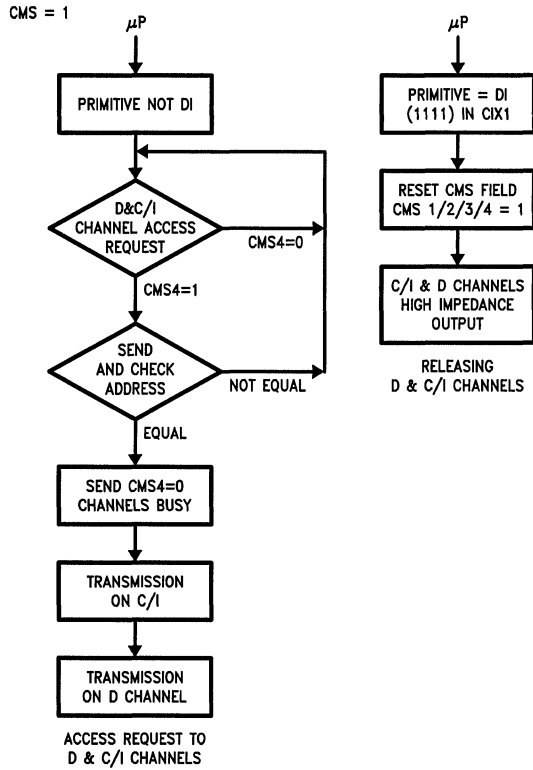 CMS = 1
μP
PRIMITIVE NOT DI
D&C/I
CHANNEL ACCESS
REQUEST
CMS4=0
CMS4=1
SEND
AND CHECK
ADDRESS
NOT EQUAL
EQUAL
SEND CMS4=0
CHANNELS BUSY
TRANSMISSION
ON C/I
TRANSMISSION
ON D CHANNEL
ACCESS REQUEST TO
D & C/I CHANNELS
μP
PRIMITIVE = DI
(1111) IN CIX1
RESET CMS FIELD
CMS 1/2/3/4 = 1
C/I & D CHANNELS
HIGH IMPEDANCE
OUTPUT
RELEASING
D & C/I CHANNELS